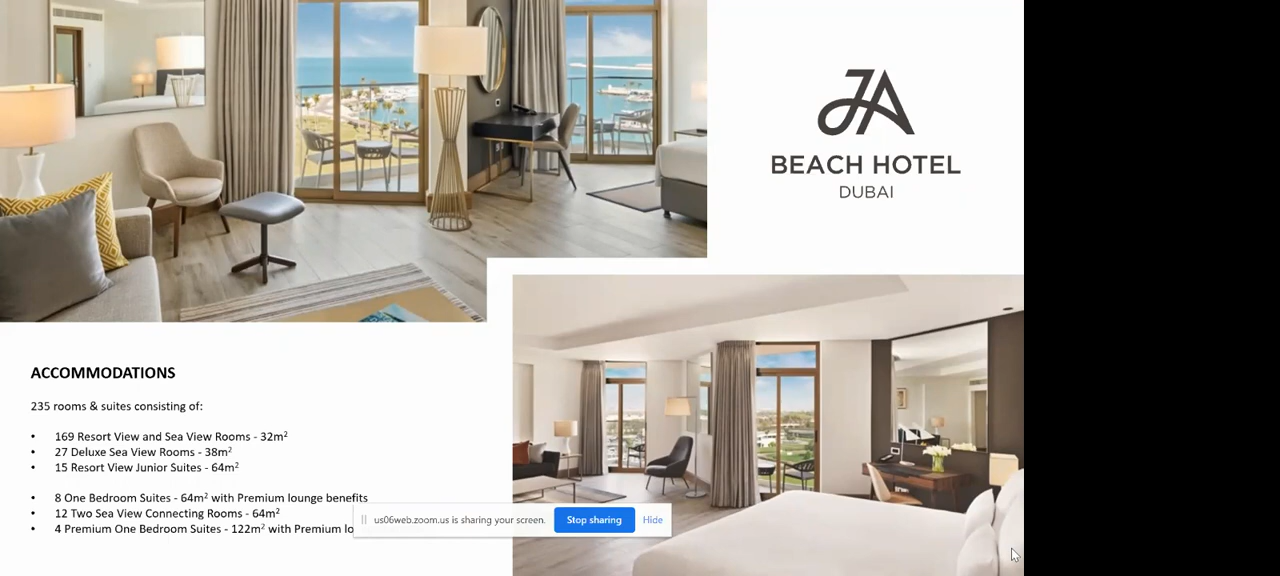 JA
BEACH HOTEL
DUBAI
ACCOMMODATIONS
235 rooms & suites consisting of:
• 169 Resort View and Sea View Rooms - 32m²
• 27 Deluxe Sea View Rooms - 38m²
• 15 Resort View Junior Suites - 64m²
• 8 One Bedroom Suites - 64m² with Premium lounge benefits
• 12 Two Sea View Connecting Rooms - 64m²
• 4 Premium One Bedroom Suites - 122m² with Premium
us06web.zoom.us is sharing your screen. Stop sharing Hide